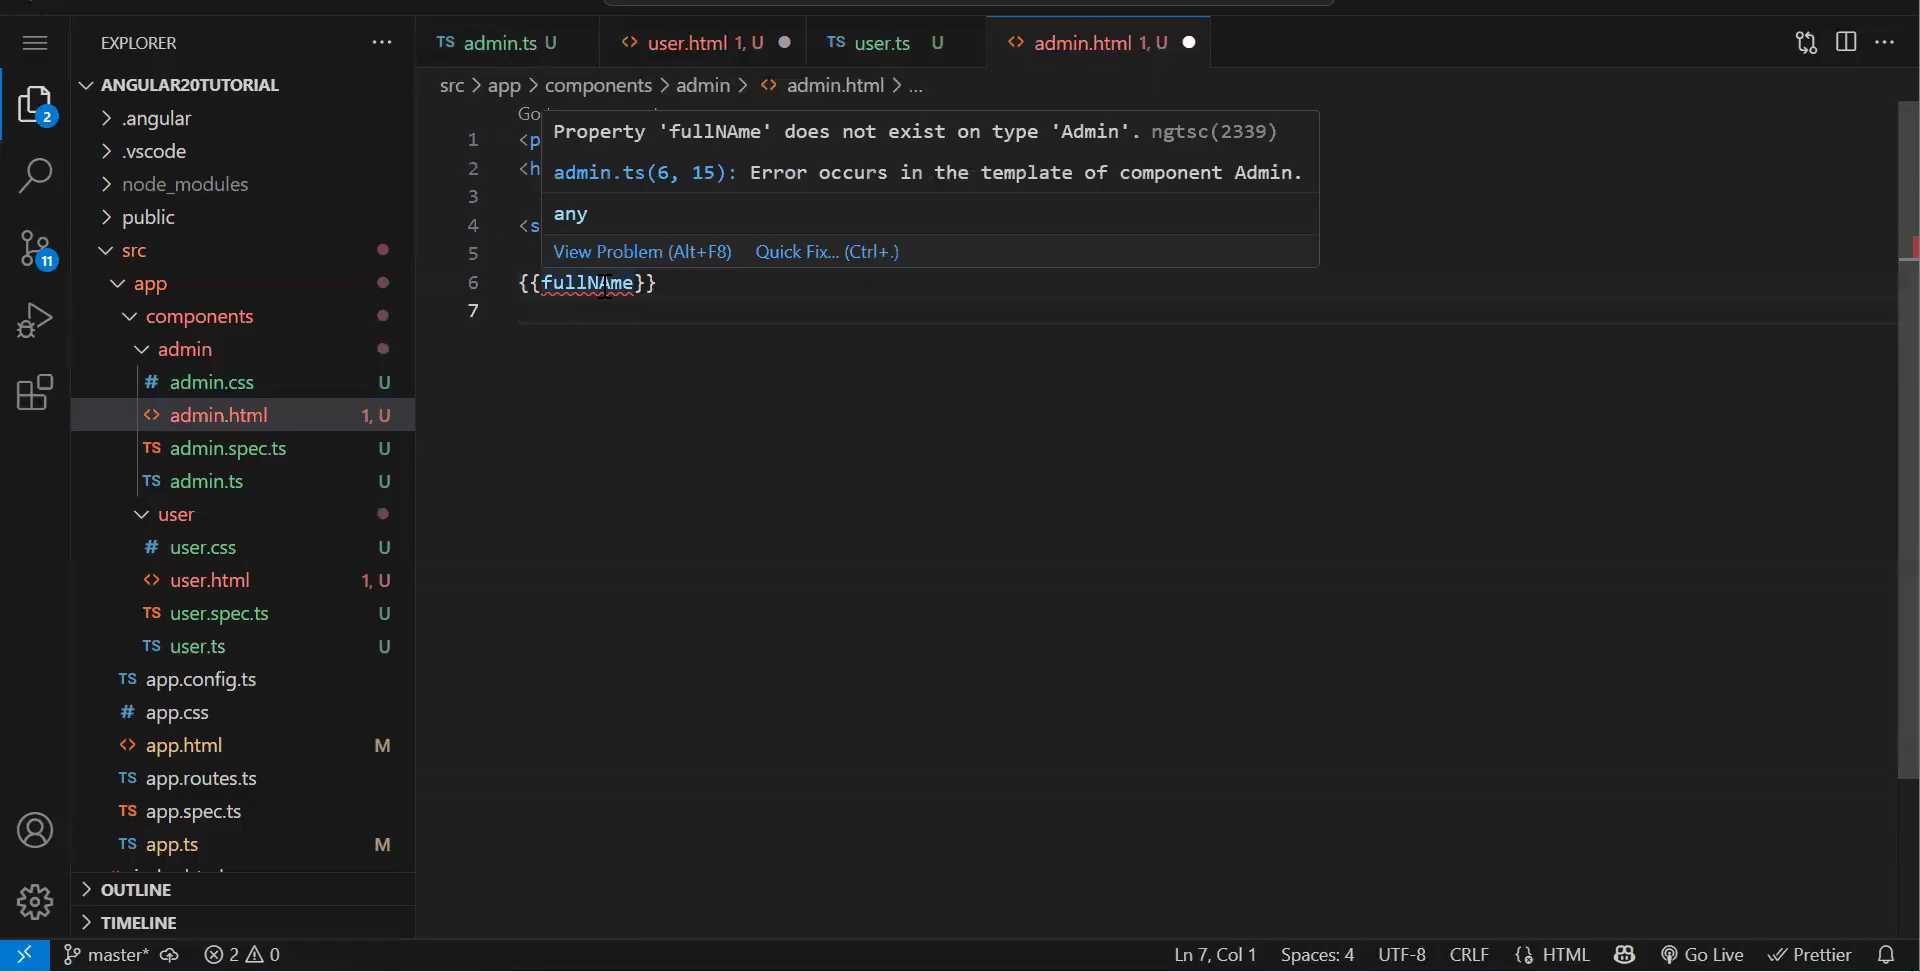 EXPLORER
ANGULAR20TUTORIAL
.angular
.vscode
node_modules
public
src
app
components
admin
# admin.css U
<> admin.html 1, U
TS admin.spec.ts U
TS admin.ts U
user
# user.css U
<> user.html 1, U
TS user.spec.ts U
TS user.ts U
TS app.config.ts
# app.css
<> app.html M
TS app.routes.ts
TS app.spec.ts
TS app.ts M
OUTLINE
TIMELINE
2
11
TS admin.ts U
<> user.html 1, U
TS user.ts U
<> admin.html 1, U
src > app > components > admin > <> admin.html > ...
Go
Property 'fullNAme' does not exist on type 'Admin'. ngtsc(2339)
admin.ts(6, 15): Error occurs in the template of component Admin.
any
View Problem (Alt+F8) Quick Fix... (Ctrl+.)
1 <p
2 <h
3
4 <s
5
6 {{fullNAme}}
7
master* 2 0
Ln 7, Col 1 Spaces: 4 UTF-8 CRLF HTML Go Live Prettier